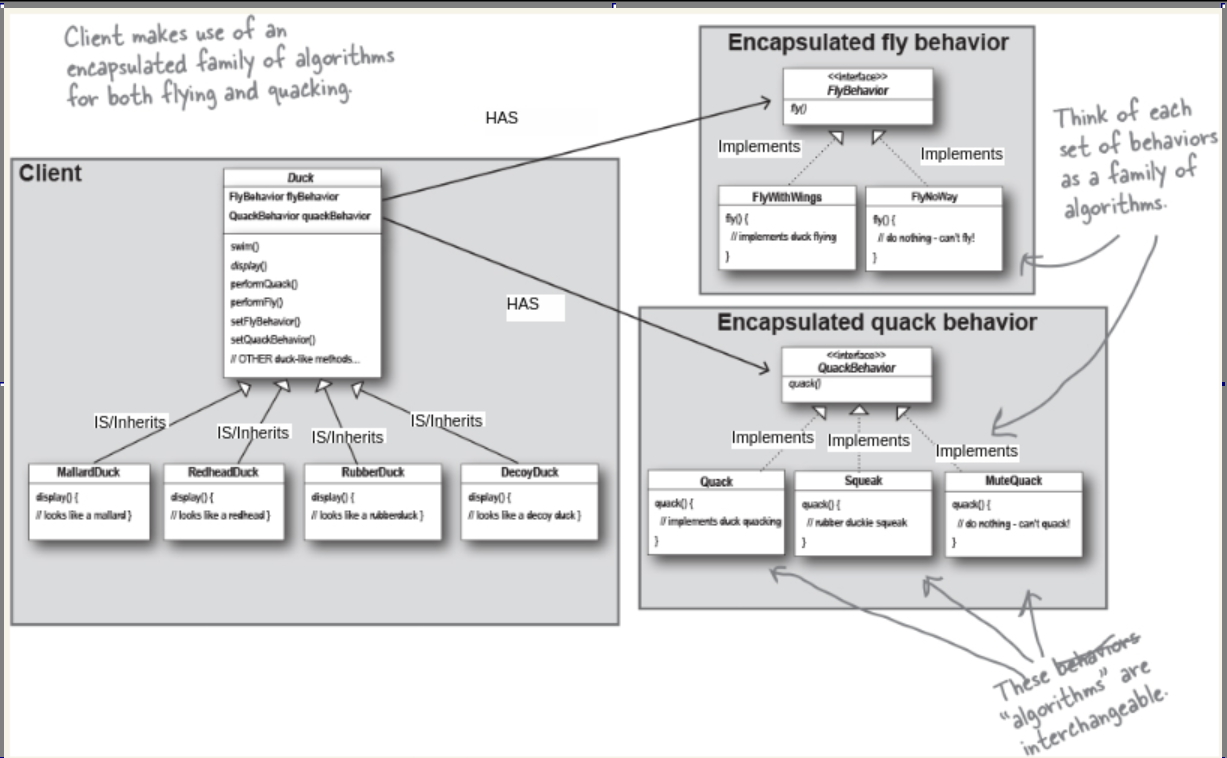 Client makes use of an
encapsulated family of algorithms
for both flying and quacking.
HAS
Client
Duck
FlyBehavior flyBehavior
QuackBehavior quackBehavior
swim()
display()
performQuack()
performFly()
setFlyBehavior()
setQuackBehavior()
// OTHER duck-like methods...
IS/Inherits
IS/Inherits
IS/Inherits
IS/Inherits
MallardDuck
display() {
// looks like a mallard }
RedheadDuck
display() {
// looks like a redhead }
RubberDuck
display() {
// looks like a rubberduck }
DecoyDuck
display() {
// looks like a decoy duck }
Encapsulated fly behavior
<<interface>>
FlyBehavior
fly()
Implements
Implements
FlyWithWings
fly() {
// implements duck flying
}
FlyNoWay
fly() {
// do nothing - can't fly!
}
Think of each
set of behaviors
as a family of
algorithms.
HAS
Encapsulated quack behavior
<<interface>>
QuackBehavior
quack()
Implements
Implements
Implements
Quack
quack() {
// implements duck quacking
}
Squeak
quack() {
// rubber duckie squeak
}
MuteQuack
quack() {
// do nothing - can't quack!
}
These behaviors
"algorithms" are
interchangeable.